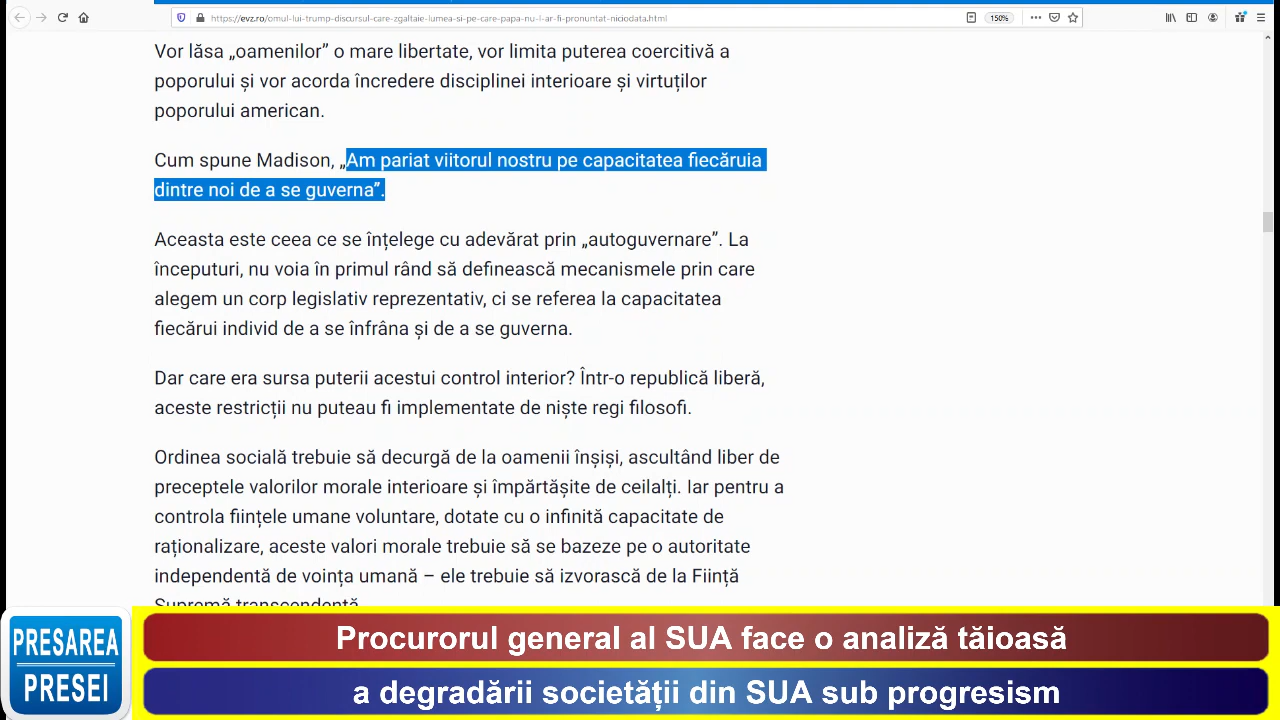 https://evz.ro/omul-lui-trump-discursul-care-zgaltaie-lumea-si-pe-care-papa-nu-l-ar-fi-pronuntat-niciodata.html
150%
Vor lăsa „oamenilor” o mare libertate, vor limita puterea coercitivă a
poporului și vor acorda încredere disciplinei interioare și virtuților
poporului american.
Cum spune Madison, „Am pariat viitorul nostru pe capacitatea fiecăruia
dintre noi de a se guverna”.
Aceasta este ceea ce se înțelege cu adevărat prin „autoguvernare”. La
începuturi, nu voia în primul rând să definească mecanismele prin care
alegem un corp legislativ reprezentativ, ci se referea la capacitatea
fiecărui individ de a se înfrâna și de a se guverna.
Dar care era sursa puterii acestui control interior? Într-o republică liberă,
aceste restricții nu puteau fi implementate de niște regi filosofi.
Ordinea socială trebuie să decurgă de la oamenii înșiși, ascultând liber de
preceptele valorilor morale interioare și împărtășite de ceilalți. Iar pentru a
controla ființele umane voluntare, dotate cu o infinită capacitate de
raționalizare, aceste valori morale trebuie să se bazeze pe o autoritate
independentă de voința umană – ele trebuie să izvorască de la Ființă
Supremă transcendentă.
PRESAREA
PRESEI
Procurorul general al SUA face o analiză tăioasă
a degradării societății din SUA sub progresism